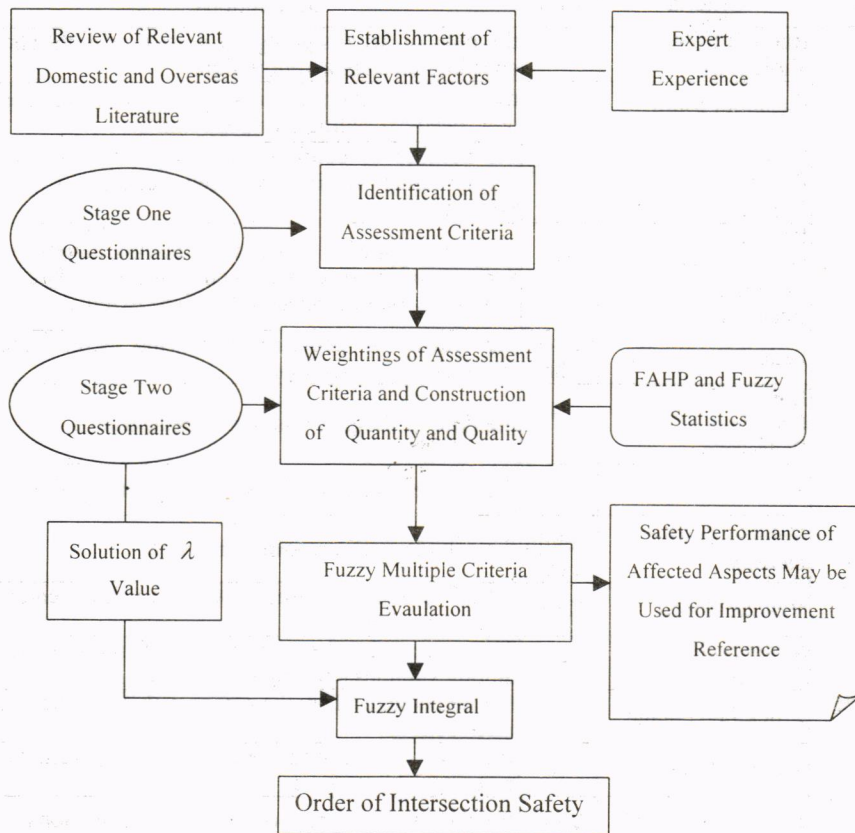 Review of Relevant
Domestic and Overseas
Literature
Establishment of
Relevant Factors
Expert
Experience
Stage One
Questionnaires
Identification of
Assessment Criteria
Stage Two
Questionnaires
Weightings of Assessment
Criteria and Construction
of Quantity and Quality
FAHP and Fuzzy
Statistics
Solution of λ
Value
Fuzzy Multiple Criteria
Evaulation
Safety Performance of
Affected Aspects May be
Used for Improvement
Reference
Fuzzy Integral
Order of Intersection Safety